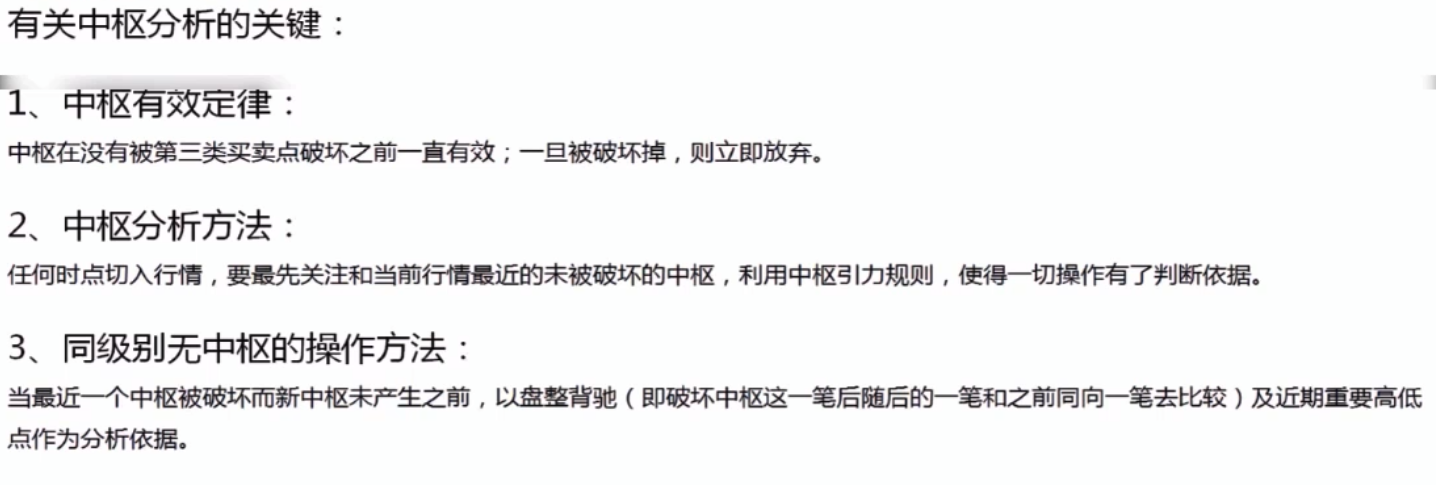 有关中枢分析的关键：
1、中枢有效定律：
中枢在没有被第三类买卖点破坏之前一直有效；一旦被破坏掉，则立即放弃。
2、中枢分析方法：
任何时点切入行情，要最先关注和当前行情最近的未被破坏的中枢，利用中枢引力规则，使得一切操作有了判断依据。
3、同级别无中枢的操作方法：
当最近一个中枢被破坏而新中枢未产生之前，以盘整背驰（即破坏中枢这一笔后随后的一笔和之前同向一笔去比较）及近期重要高低
点作为分析依据。